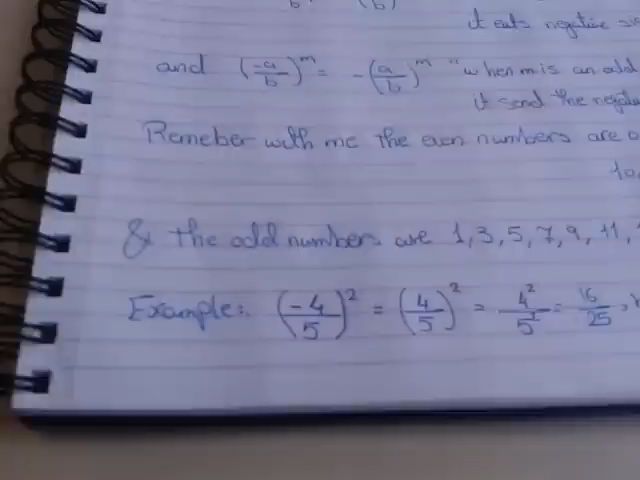 b (b)
it eats negative
and (-a/b)^m = -(a/b)^m "when m is an odd
it send the
Remeber with me the even numbers are
10,
& the odd numbers are 1, 3, 5, 7, 9, 11,
Example: (-4/5)^2 = (4/5)^2 = 4^2/5^2 = 16/25,